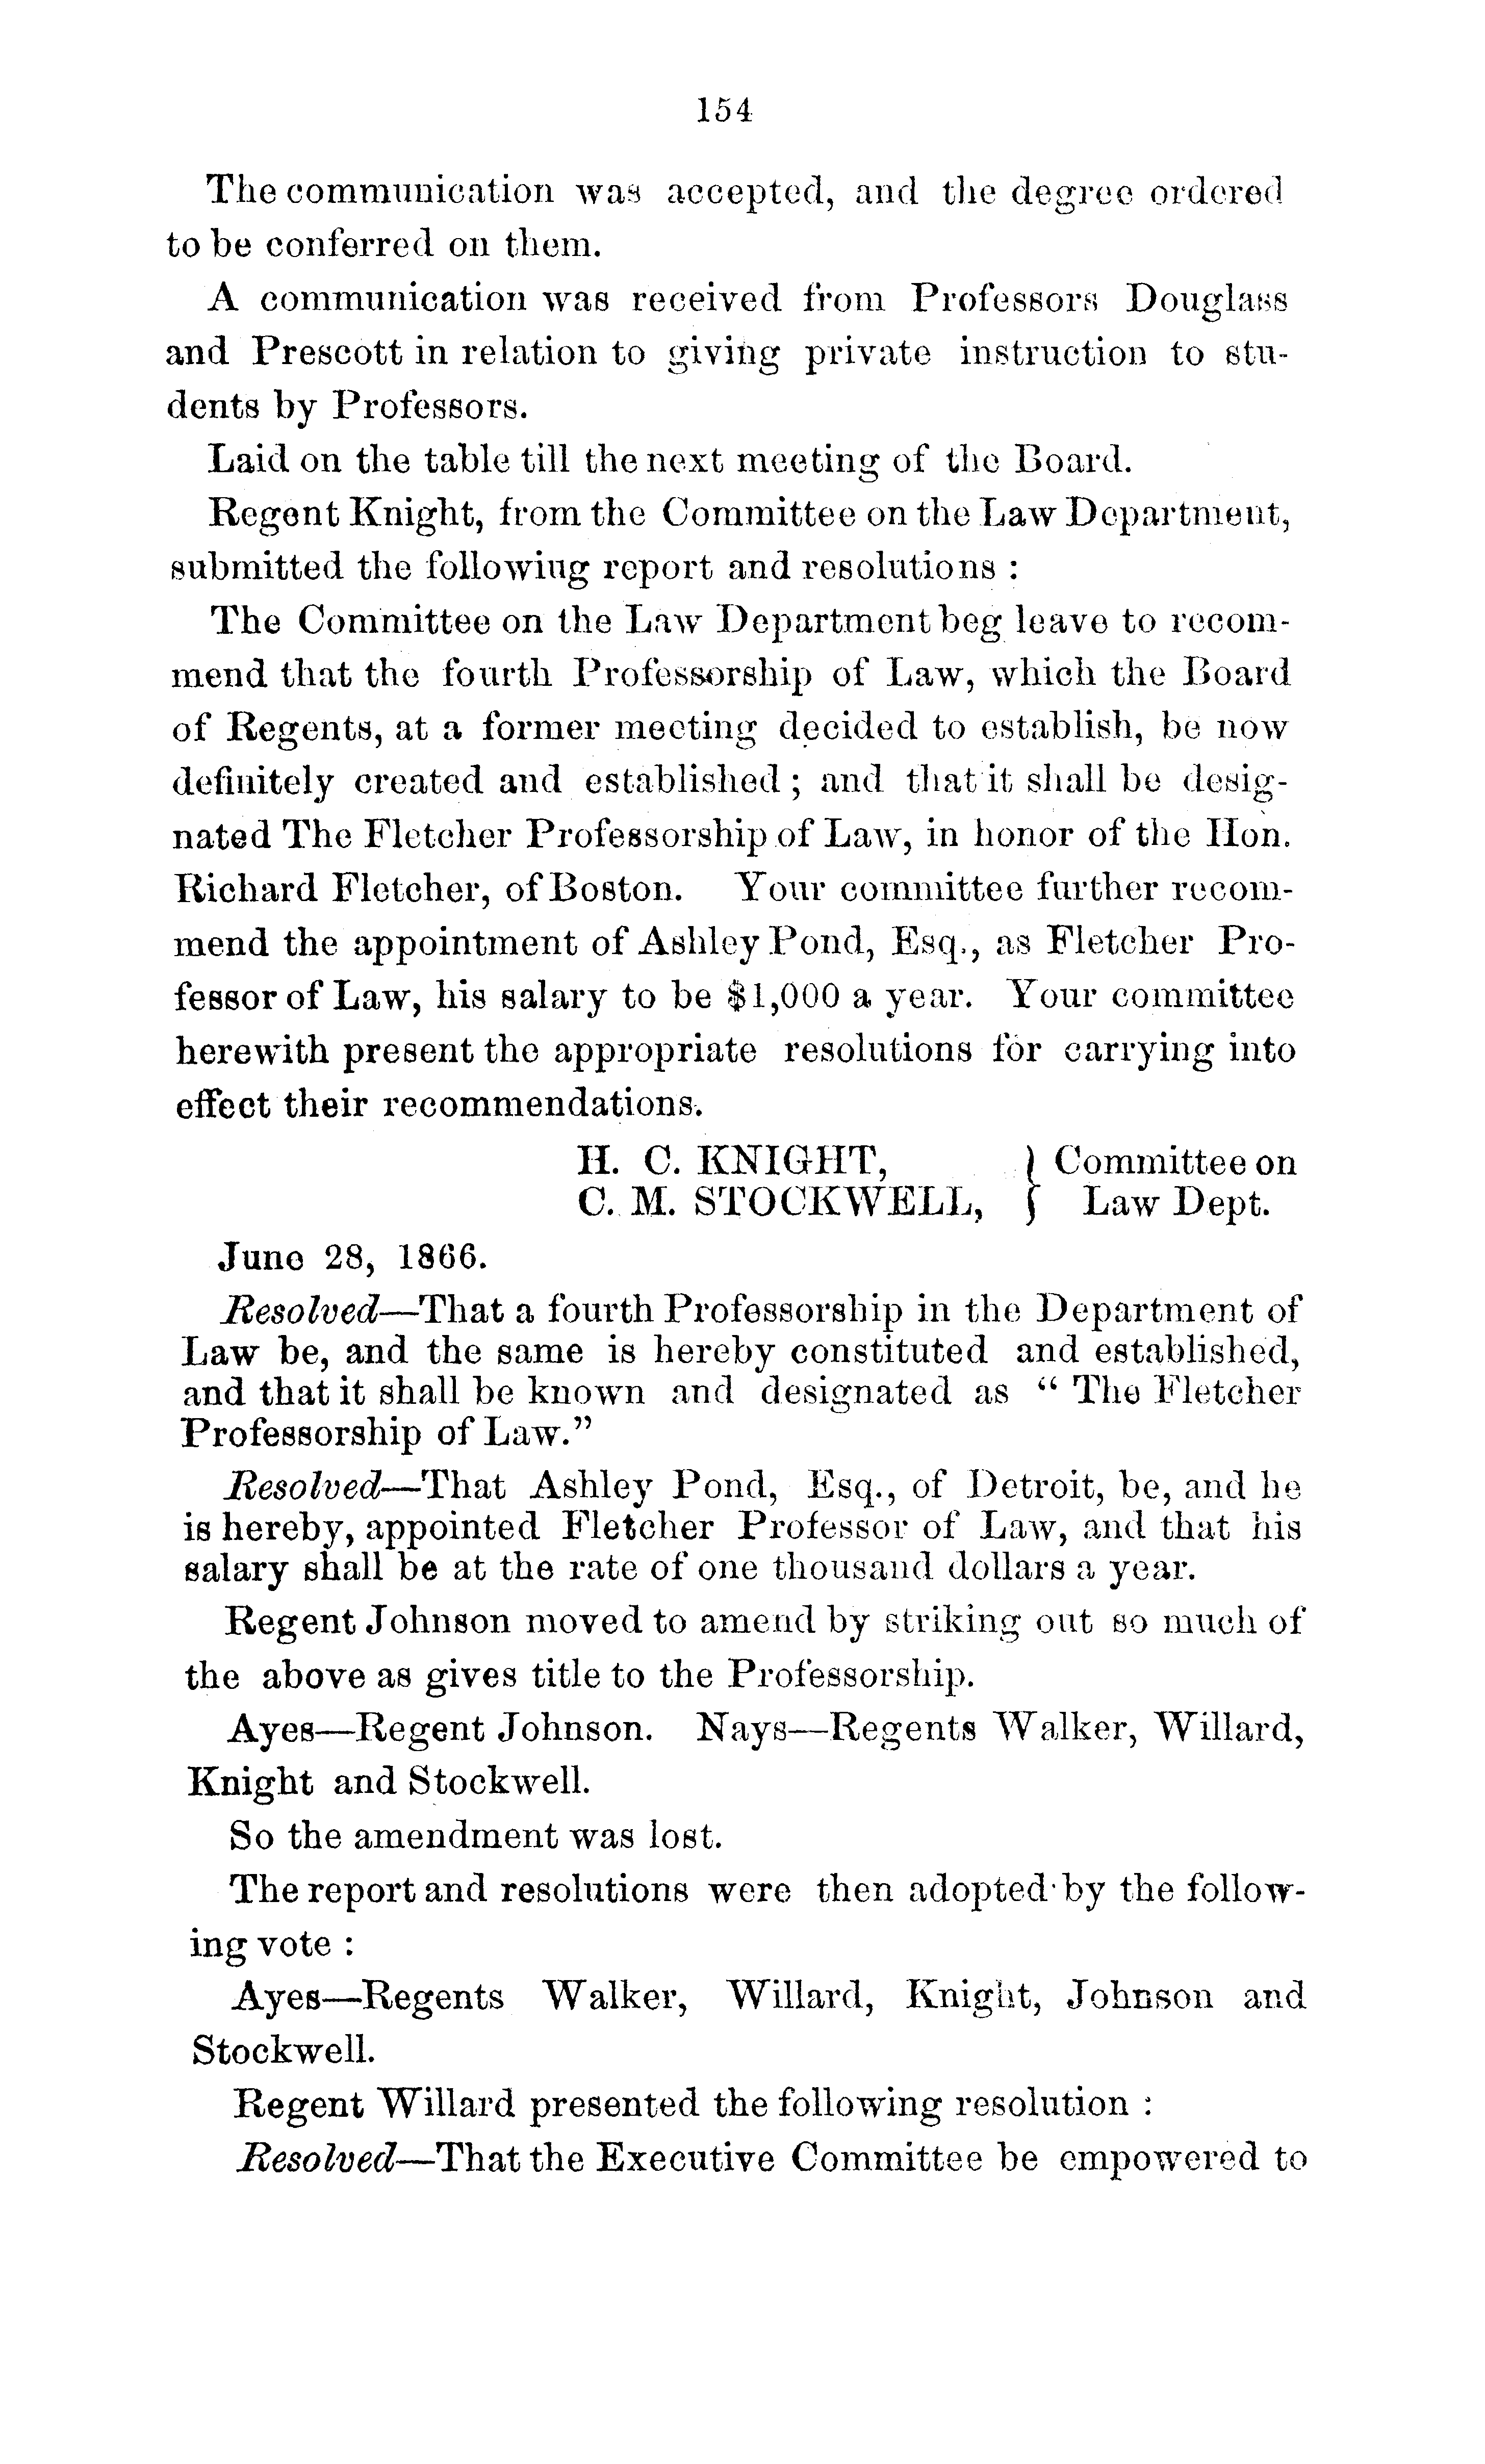 154
The communication was accepted, and the degree ordered
to be conferred on them.
A communication was received from Professors Douglass
and Prescott in relation to giving private instruction to stu-
dents by Professors.
Laid on the table till the next meeting of the Board.
Regent Knight, from the Committee on the Law Department,
submitted the following report and resolutions :
The Committee on the Law Department beg leave to recom-
mend that the fourth Professorship of Law, which the Board
of Regents, at a former meeting decided to establish, be now
definitely created and established ; and that it shall be desig-
nated The Fletcher Professorship of Law, in honor of the Hon.
Richard Fletcher, of Boston. Your committee further recom-
mend the appointment of Ashley Pond, Esq., as Fletcher Pro-
fessor of Law, his salary to be $1,000 a year. Your committee
herewith present the appropriate resolutions for carrying into
effect their recommendations.
H. C. KNIGHT, } Committee on
C. M. STOCKWELL, } Law Dept.
June 28, 1866.
Resolved—That a fourth Professorship in the Department of
Law be, and the same is hereby constituted and established,
and that it shall be known and designated as " The Fletcher
Professorship of Law."
Resolved—That Ashley Pond, Esq., of Detroit, be, and he
is hereby, appointed Fletcher Professor of Law, and that his
salary shall be at the rate of one thousand dollars a year.
Regent Johnson moved to amend by striking out so much of
the above as gives title to the Professorship.
Ayes—Regent Johnson. Nays—Regents Walker, Willard,
Knight and Stockwell.
So the amendment was lost.
The report and resolutions were then adopted by the follow-
ing vote :
Ayes—Regents Walker, Willard, Knight, Johnson and
Stockwell.
Regent Willard presented the following resolution :
Resolved—That the Executive Committee be empowered to